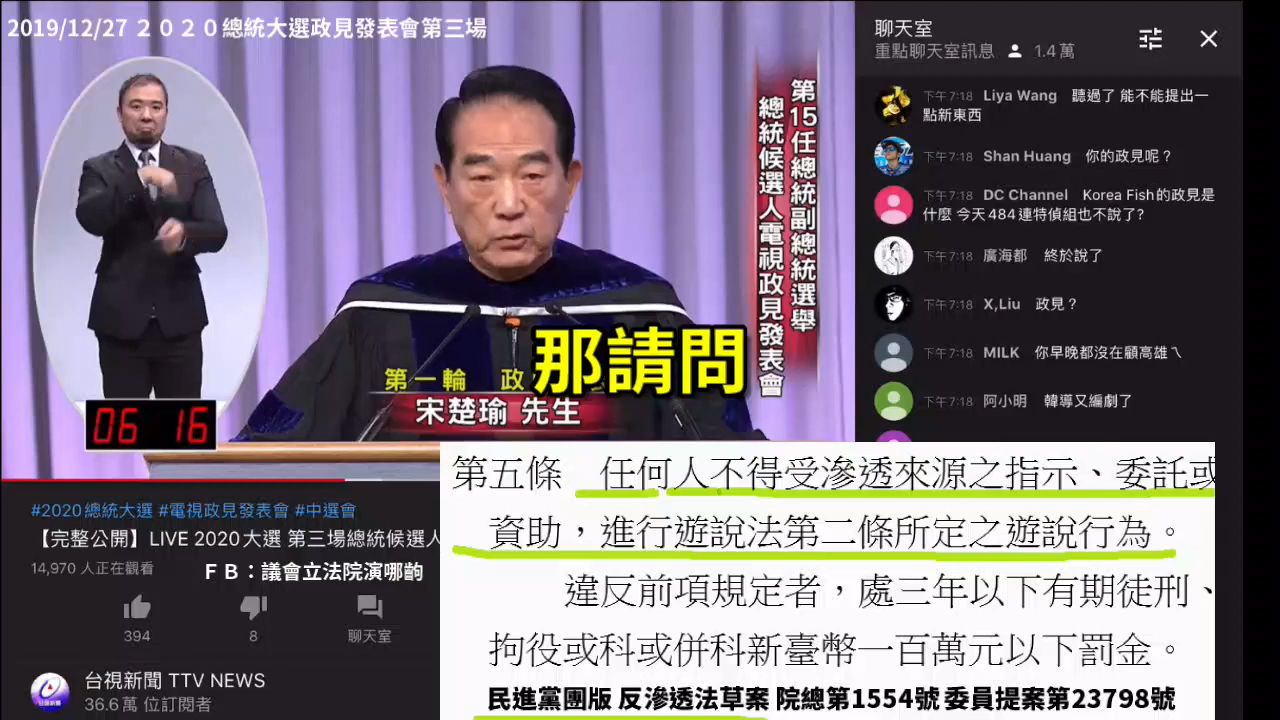 2019/12/27 ２０２０總統大選政見發表會第三場
第15任總統副總統選舉
總統候選人電視政見發表會
那請問
第一輪 政
宋楚瑜 先生
06 16
聊天室
重點聊天室訊息 1.4萬
下午7:18 Liya Wang 聽過了 能不能提出一
點新東西
下午7:18 Shan Huang 你的政見呢？
下午7:18 DC Channel Korea Fish的政見是
什麼 今天484連特偵組也不說了?
下午7:18 廣海都 終於說了
下午7:18 X,Liu 政見？
下午7:18 MILK 你早晚都沒在顧高雄ㄟ
下午7:18 阿小明 韓導又編劇了
#2020總統大選 #電視政見發表會 #中選會
【完整公開】LIVE 2020大選 第三場總統候選人
14,970 人正在觀看
ＦＢ：議會立法院演哪齣
394 8 聊天室
台視新聞 TTV NEWS
36.6萬 位訂閱者
第五條 任何人不得受滲透來源之指示、委託或
資助，進行遊說法第二條所定之遊說行為。
違反前項規定者，處三年以下有期徒刑、
拘役或科或併科新臺幣一百萬元以下罰金。
民進黨團版 反滲透法草案 院總第1554號 委員提案第23798號